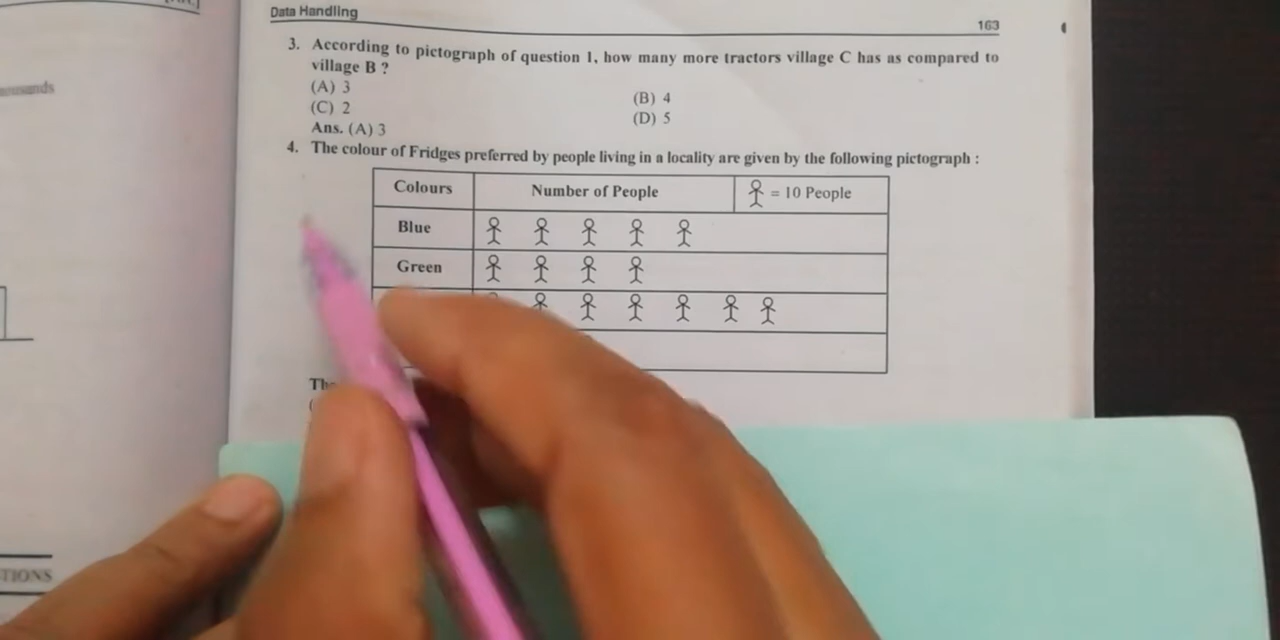 Data Handling
163
3. According to pictograph of question 1, how many more tractors village C has as compared to
village B ?
(A) 3
(B) 4
(C) 2
(D) 5
Ans. (A) 3
4. The colour of Fridges preferred by people living in a locality are given by the following pictograph :
Colours Number of People = 10 People
Blue
Green
TIONS